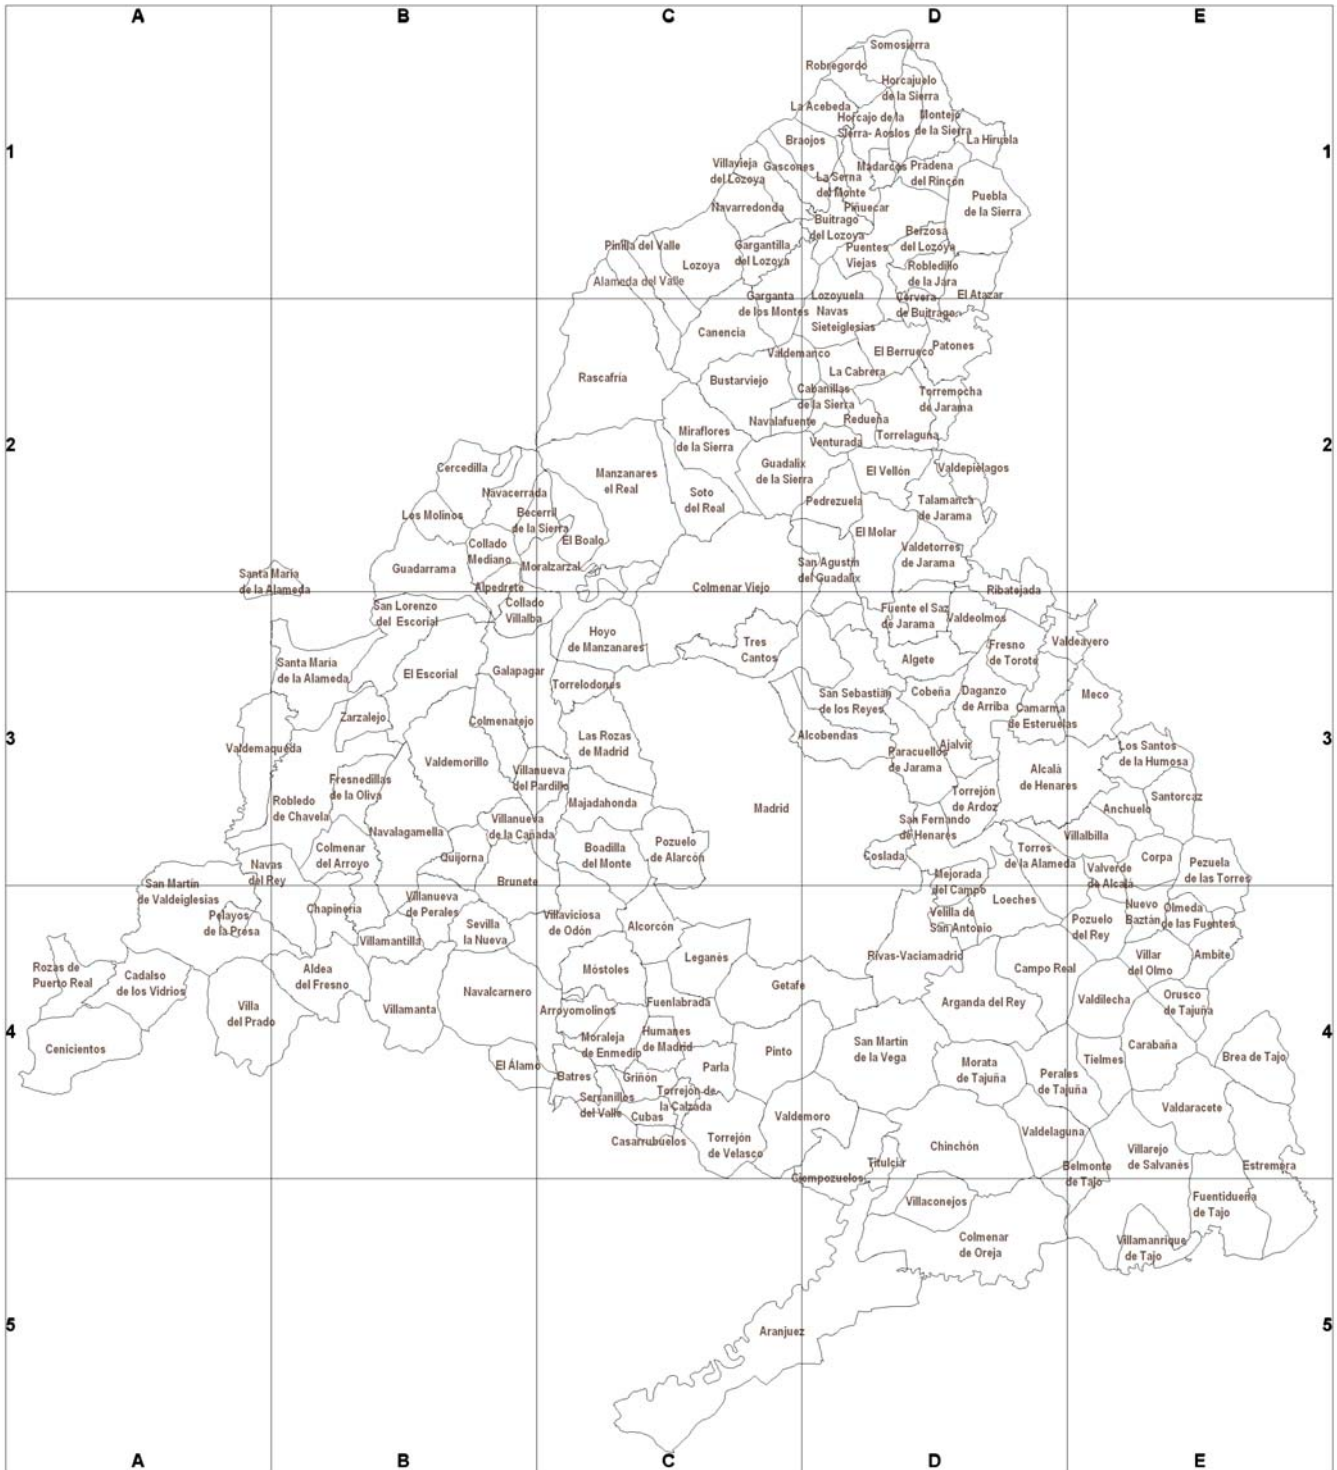 A B C D E
Somosierra
Robregordo
Horcajuelo
de la Sierra
La Acebeda
Horcajo de la
Sierra- Aoslos
Montejo
de la Sierra
La Hiruela
Braojos
1 1
Villavieja
del Lozoya
Gascones
Madarcos
Pradena
del Rincón
La Serna
del Monte
Puebla
de la Sierra
Navarredonda
Piñuecar
Buitrago
del Lozoya
Berzosa
del Lozoya
Pinilla del Valle
Gargantilla
del Lozoya
Puentes
Viejas
Lozoya
Robledillo
de la Jara
Alameda del Valle
Garganta
de los Montes
Lozoyuela
Navas
Sieteiglesias
Cervera
de Buitrago
El Atazar
Canencia
Valdemanco
El Berrueco
Patones
Rascafría
Bustarviejo
La Cabrera
Cabanillas
de la Sierra
Torremocha
de Jarama
Navalafuente
Redueña
Miraflores
de la Sierra
Venturada
Torrelaguna
2 2
Cercedilla
Manzanares
el Real
Guadalix
de la Sierra
El Vellón
Valdepiélagos
Navacerrada
Soto
del Real
Pedrezuela
Talamanca
de Jarama
Los Molinos
Becerril
de la Sierra
El Molar
Collado
Mediano
El Boalo
Valdetorres
de Jarama
Guadarrama
Moralzarzal
San Agustín
del Guadalix
Santa María
de la Alameda
Alpedrete
Colmenar Viejo
Ribatejada
San Lorenzo
del Escorial
Collado
Villalba
Fuente el Saz
de Jarama
Valdeolmos
Hoyo
de Manzanares
Tres
Cantos
Fresno
de Torote
Valdeavero
Santa María
de la Alameda
El Escorial
Galapagar
Algete
Torrelodones
San Sebastián
de los Reyes
Cobeña
Daganzo
de Arriba
Meco
Zarzalejo
Colmenarejo
Camarma
de Esteruelas
3 3
Valdemaqueda
Las Rozas
de Madrid
Alcobendas
Ajalvir
Paracuellos
de Jarama
Los Santos
de la Humosa
Valdemorillo
Villanueva
del Pardillo
Fresnedillas
de la Oliva
Alcalá
de Henares
Robledo
de Chavela
Majadahonda
Madrid
Torrejón
de Ardoz
Anchuelo
Santorcaz
Navalagamella
Villanueva
de la Cañada
San Fernando
de Henares
Villalbilla
Colmenar
del Arroyo
Quijorna
Boadilla
del Monte
Pozuelo
de Alarcón
Coslada
Torres
de la Alameda
Corpa
Navas
del Rey
Mejorada
del Campo
Valverde
de Alcalá
Pezuela
de las Torres
San Martín
de Valdeiglesias
Brunete
Loeches
Pelayos
de la Presa
Chapinería
Villanueva
de Perales
Villaviciosa
de Odón
Velilla de
San Antonio
Nuevo
Baztán
Olmeda
de las Fuentes
Sevilla
la Nueva
Alcorcón
Pozuelo
del Rey
Villamantilla
Leganés
Rivas-Vaciamadrid
Villar
del Olmo
Ambite
Rozas de
Puerto Real
Cadalso
de los Vidrios
Aldea
del Fresno
Móstoles
Campo Real
Getafe
Navalcarnero
Villa
del Prado
Villamanta
Arroyomolinos
Fuenlabrada
Arganda del Rey
Valdilecha
Orusco
de Tajuña
4 4
Cenicientos
Moraleja
de Enmedio
Humanes
de Madrid
Pinto
San Martín
de la Vega
Carabaña
Brea de Tajo
El Álamo
Batres
Griñón
Parla
Morata
de Tajuña
Perales
de Tajuña
Tielmes
Serranillos
del Valle
Torrejón de
la Calzada
Cubas
Valdemoro
Valdaracete
Casarrubuelos
Torrejón
de Velasco
Chinchón
Valdelaguna
Villarejo
de Salvanés
Ciempozuelos
Titulcia
Belmonte
de Tajo
Estremera
Villaconejos
Fuentidueña
de Tajo
Colmenar
de Oreja
Villamanrique
de Tajo
5 5
Aranjuez
A B C D E